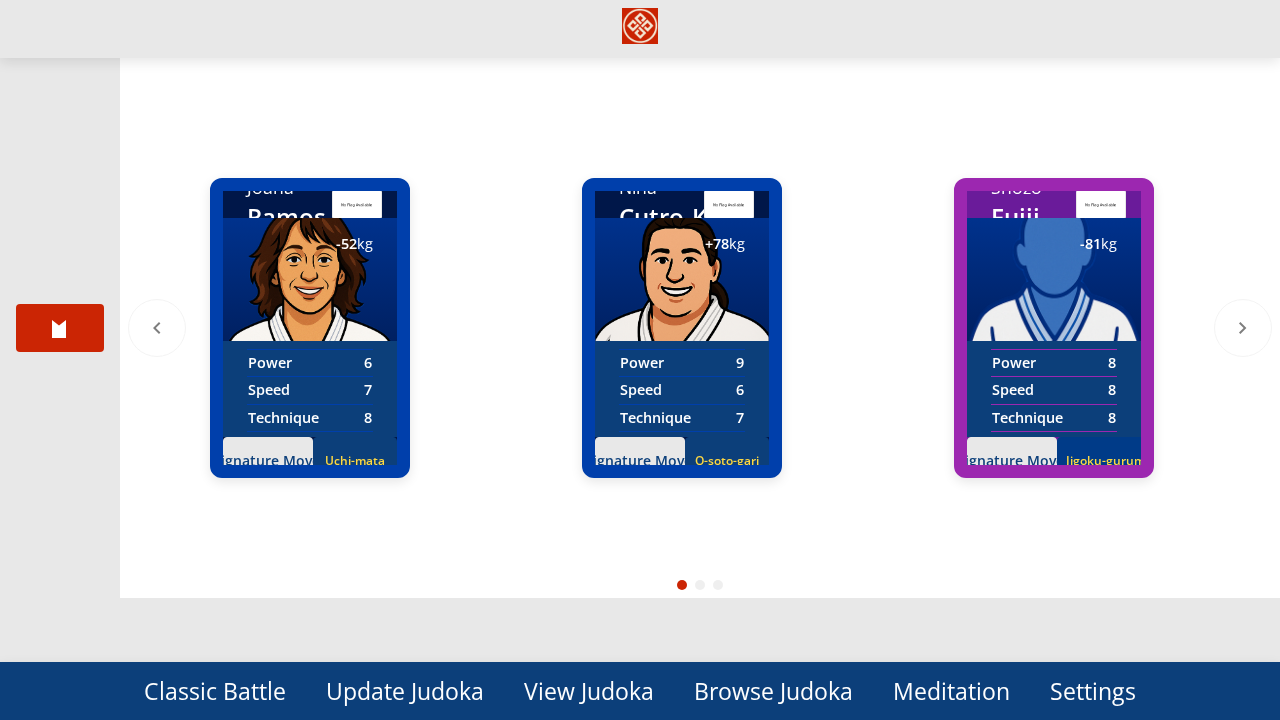 Joana
Ramos
No Flag Available
-52kg
Power 6
Speed 7
Technique 8
ignature Mov
Uchi-mata
Nina
Cutro-K
No Flag Available
+78kg
Power 9
Speed 6
Technique 7
ignature Mov
O-soto-gari
Shozo
Fujii
No Flag Available
-81kg
Power 8
Speed 8
Technique 8
ignature Mov
Jigoku-gurum
Classic Battle Update Judoka View Judoka Browse Judoka Meditation Settings